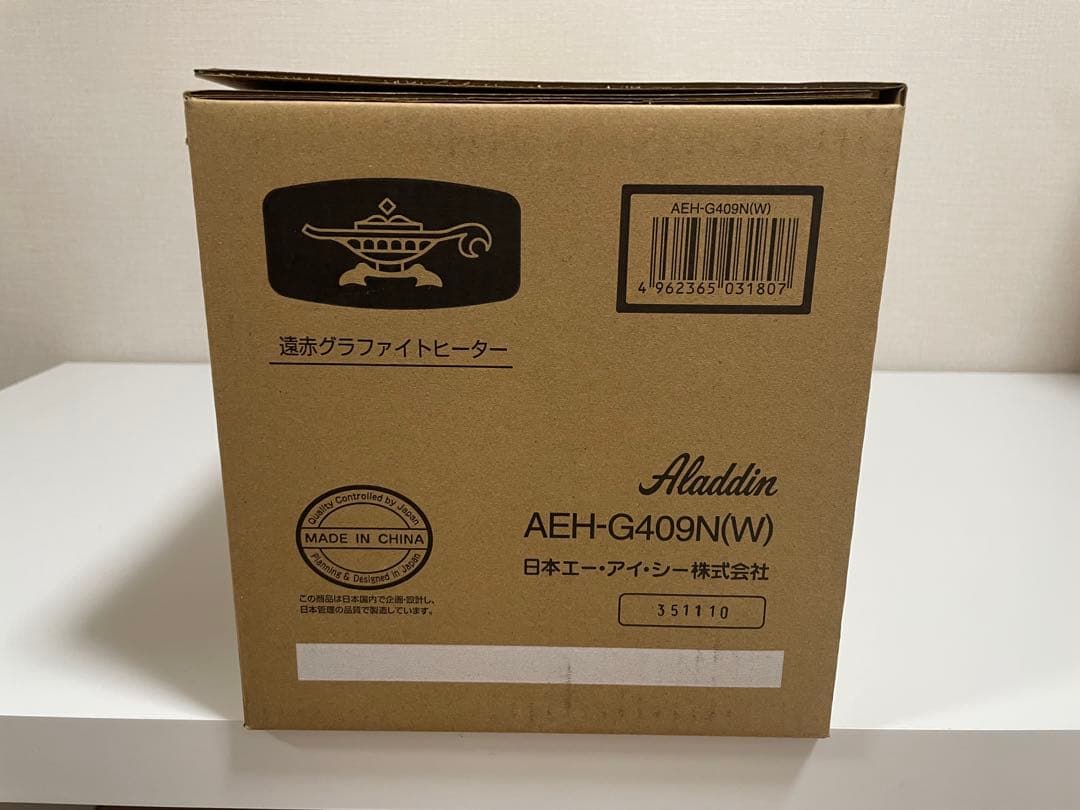 AEH-G409N(W)
4 962365 031807
遠赤グラファイトヒーター
Aladdin
AEH-G409N(W)
日本エー・アイ・シー株式会社
351110
Quality Controlled by Japan
MADE IN CHINA
Planning & Designed in Japan
この商品は日本国内で企画・設計し、
日本管理の品質で製造しています。